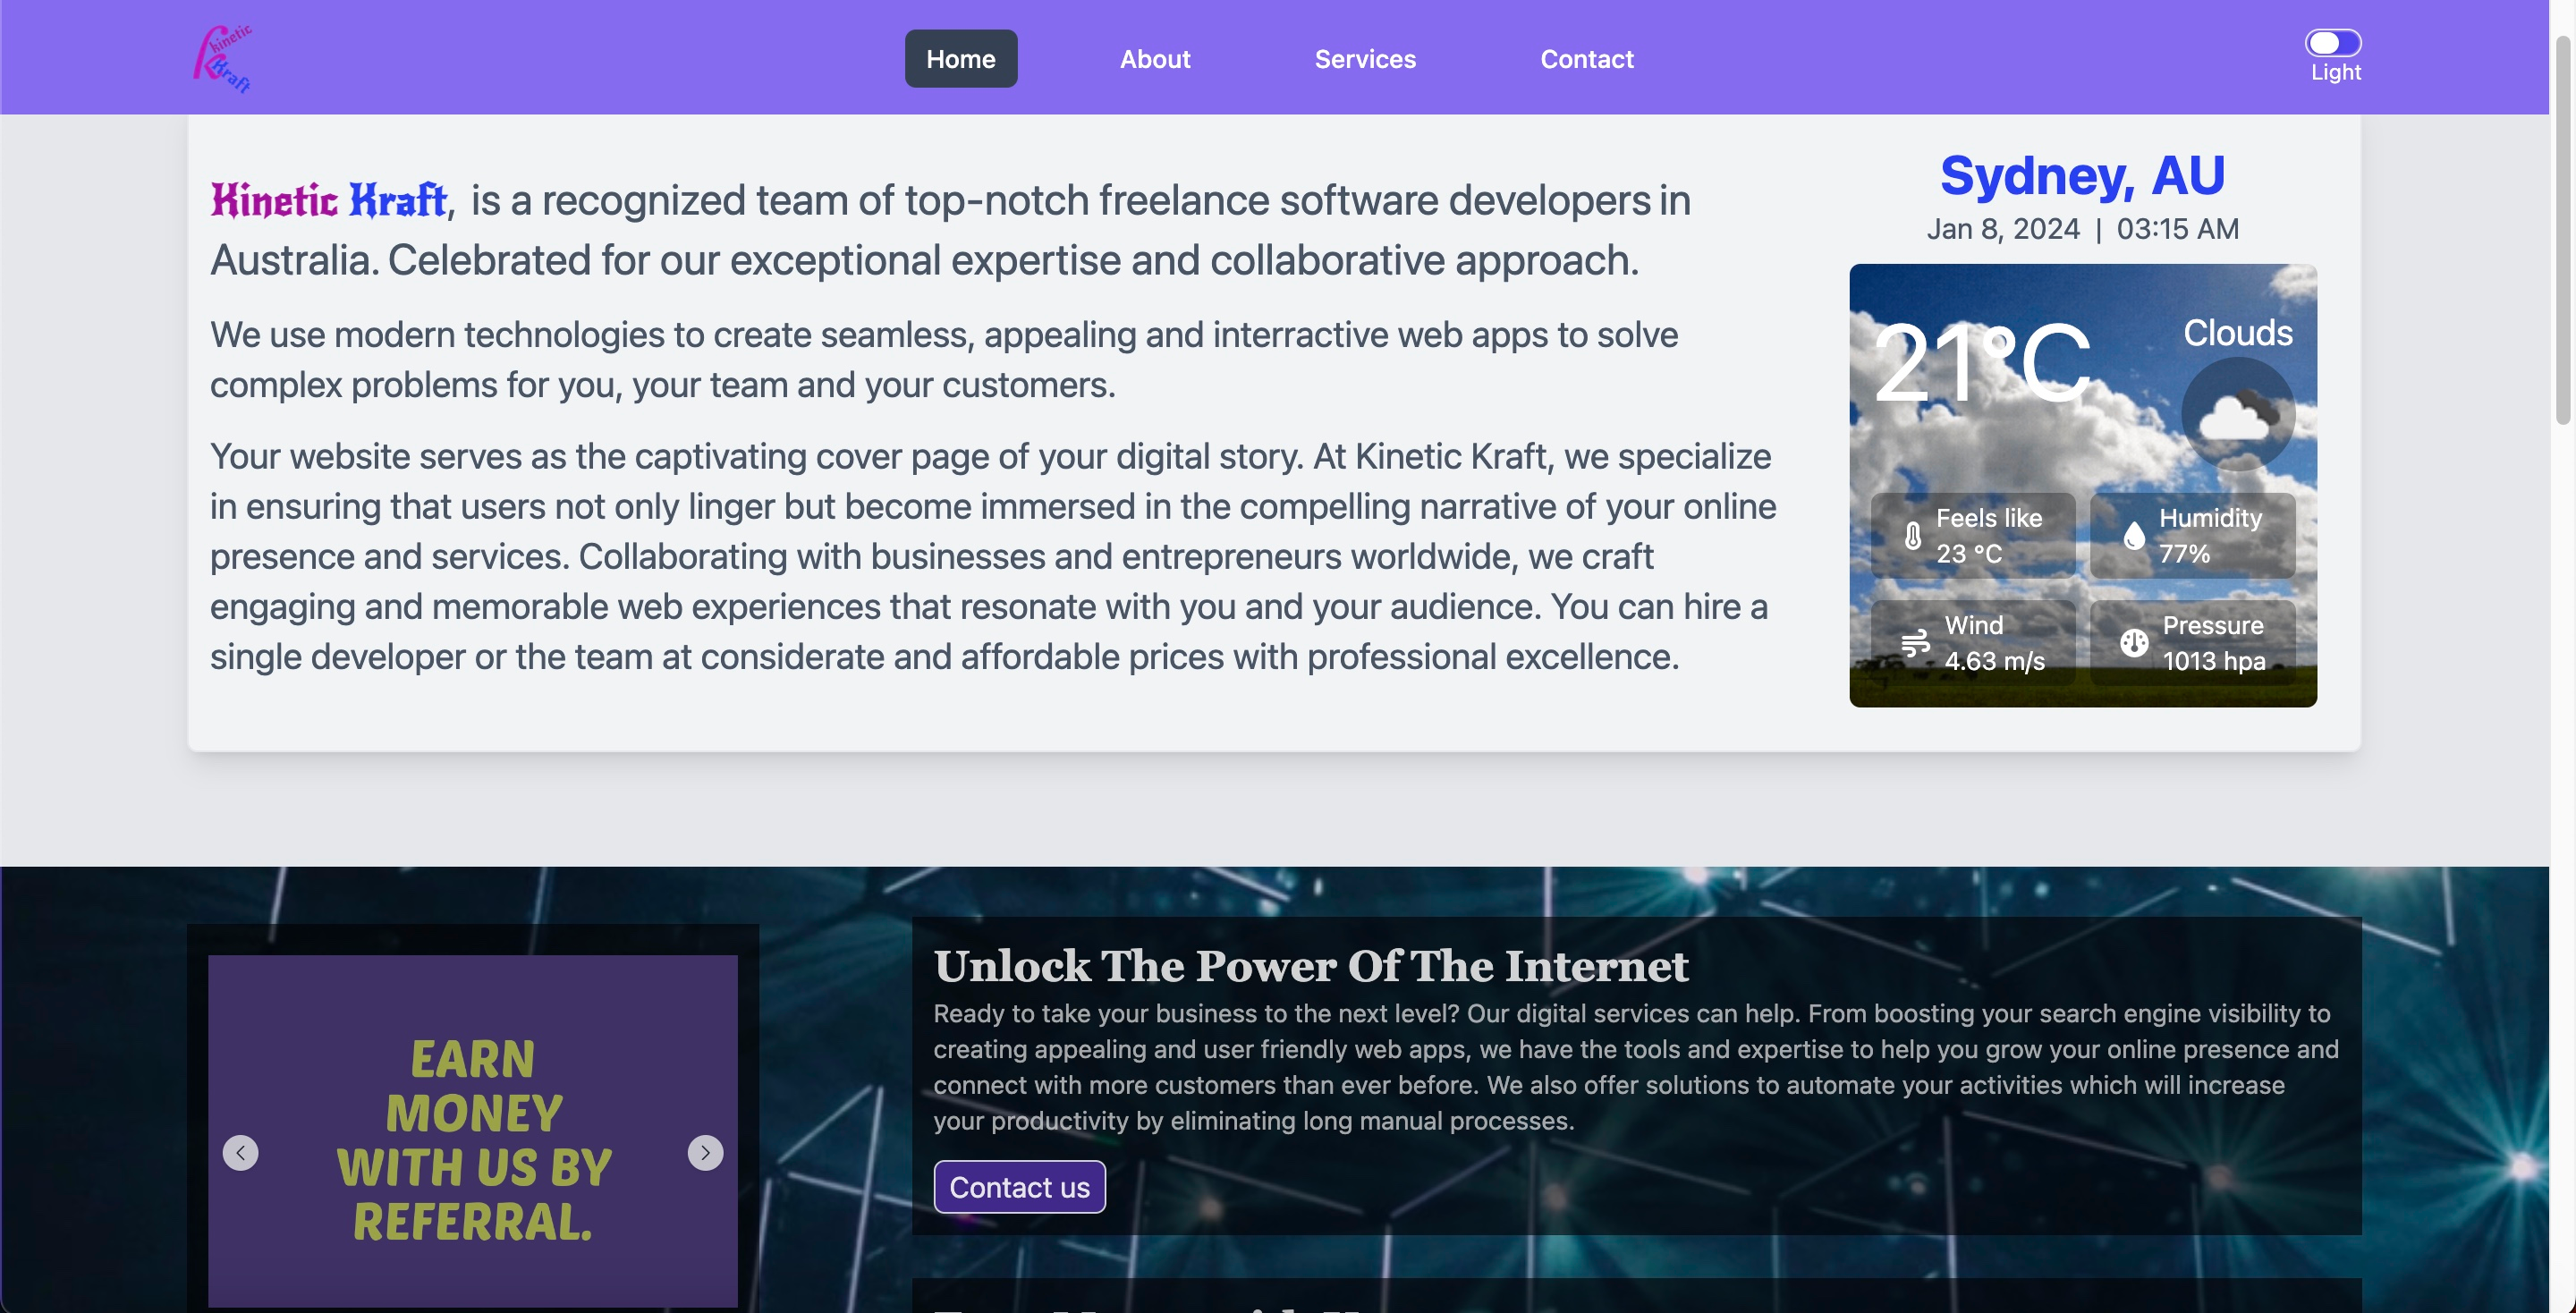 kinetic
Kraft
Home
About
Services
Contact
Light
Kinetic Kraft, is a recognized team of top-notch freelance software developers in
Australia. Celebrated for our exceptional expertise and collaborative approach.
We use modern technologies to create seamless, appealing and interractive web apps to solve
complex problems for you, your team and your customers.
Your website serves as the captivating cover page of your digital story. At Kinetic Kraft, we specialize
in ensuring that users not only linger but become immersed in the compelling narrative of your online
presence and services. Collaborating with businesses and entrepreneurs worldwide, we craft
engaging and memorable web experiences that resonate with you and your audience. You can hire a
single developer or the team at considerate and affordable prices with professional excellence.
Sydney, AU
Jan 8, 2024 | 03:15 AM
21°C
Clouds
Feels like
23 °C
Humidity
77%
Wind
4.63 m/s
Pressure
1013 hpa
EARN
MONEY
WITH US BY
REFERRAL.
Unlock The Power Of The Internet
Ready to take your business to the next level? Our digital services can help. From boosting your search engine visibility to
creating appealing and user friendly web apps, we have the tools and expertise to help you grow your online presence and
connect with more customers than ever before. We also offer solutions to automate your activities which will increase
your productivity by eliminating long manual processes.
Contact us